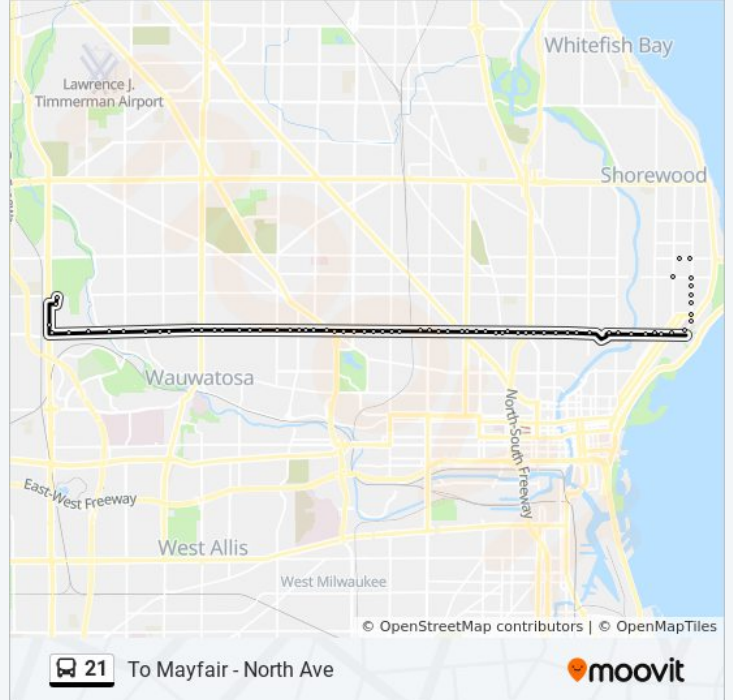 Whitefish Bay
Lawrence J.
Timmerman Airport
Shorewood
Wauwatosa
North-South Freeway
East-West Freeway
West Allis
West Milwaukee
© OpenStreetMap contributors | © OpenMapTiles
21 To Mayfair - North Ave
moovit